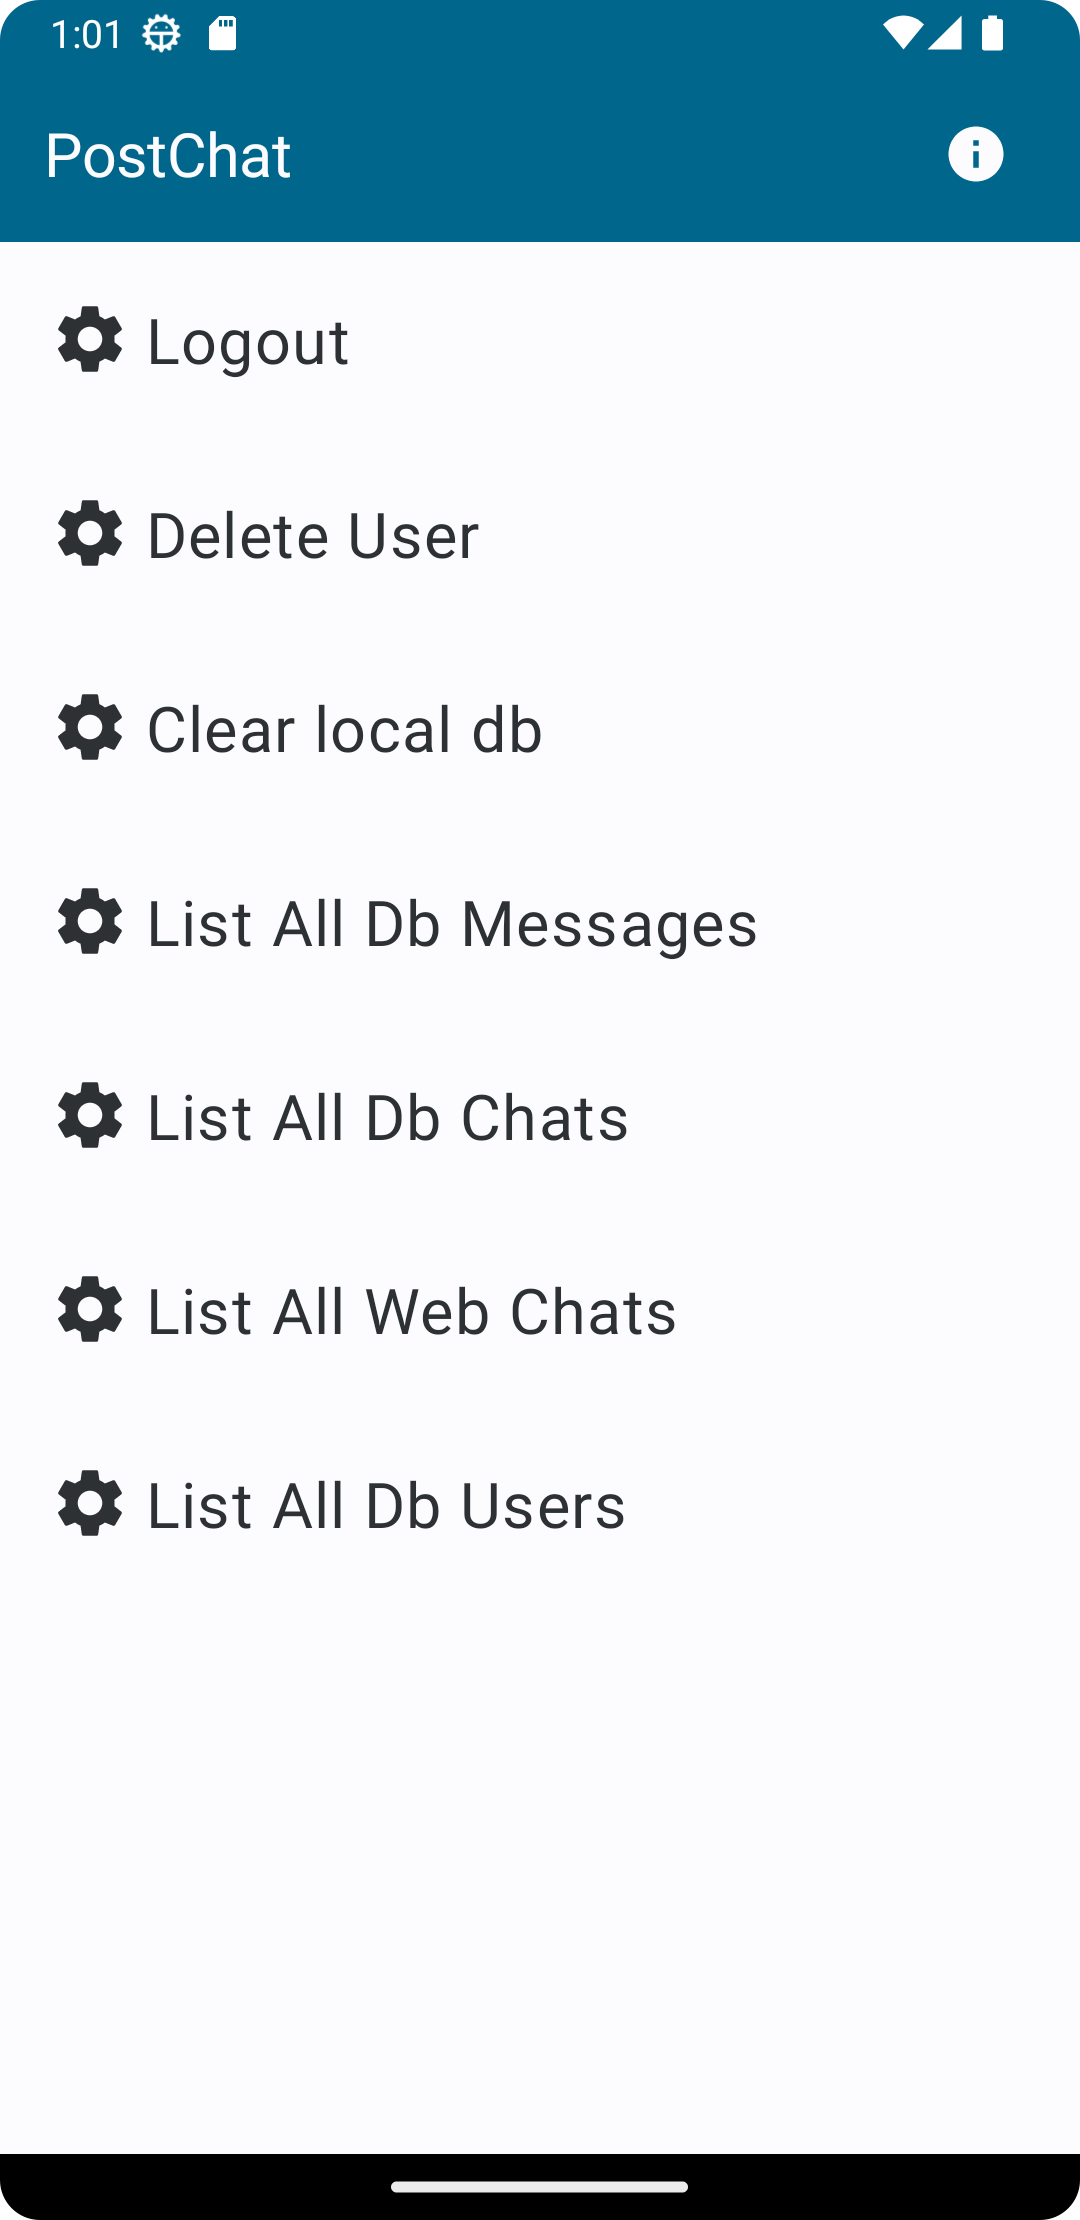 1:01
PostChat
Logout
Delete User
Clear local db
List All Db Messages
List All Db Chats
List All Web Chats
List All Db Users